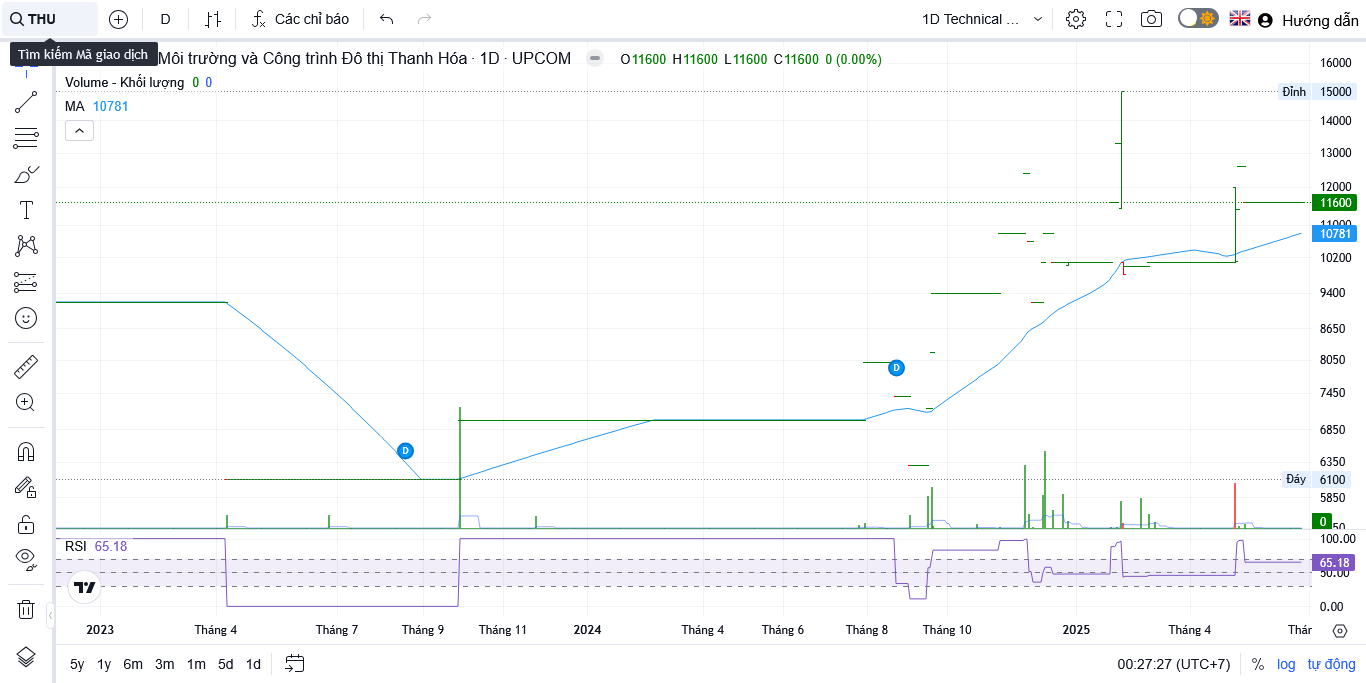 THU
D
Các chỉ báo
1D Technical ...
Hướng dẫn
Tìm kiếm Mã giao dịch
Môi trường và Công trình Đô thị Thanh Hóa · 1D · UPCOM
O11600 H11600 L11600 C11600 0 (0.00%)
Volume - Khối lượng 0 0
MA 10781
16000
Đỉnh 15000
14000
13000
12000
11600
11000
10781
10200
9400
8650
8050
7450
6850
6350
Đáy 6100
5850
0
D
D
RSI 65.18
100.00
65.18
50.00
0.00
2023 Tháng 4 Tháng 7 Tháng 9 Tháng 11 2024 Tháng 4 Tháng 6 Tháng 8 Tháng 10 2025 Tháng 4 Thár
5y 1y 6m 3m 1m 5d 1d
00:27:27 (UTC+7) % log tự động